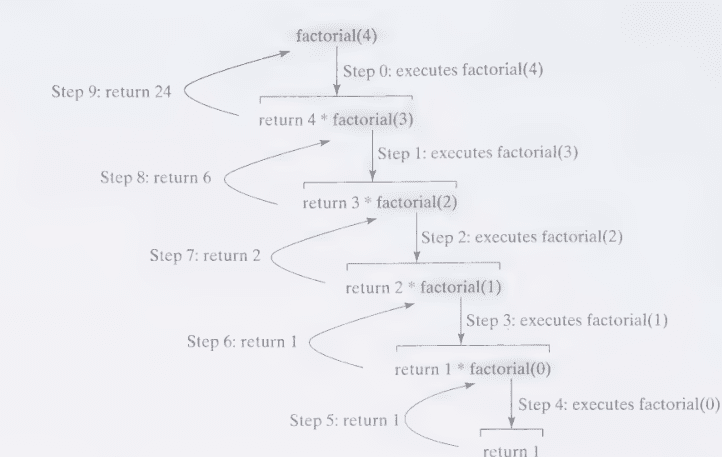 factorial(4)
Step 0: executes factorial(4)
Step 9: return 24
return 4 * factorial(3)
Step 1: executes factorial(3)
Step 8: return 6
return 3 * factorial(2)
Step 2: executes factorial(2)
Step 7: return 2
return 2 * factorial(1)
Step 3: executes factorial(1)
Step 6: return 1
return 1 * factorial(0)
Step 4: executes factorial(0)
Step 5: return 1
return 1